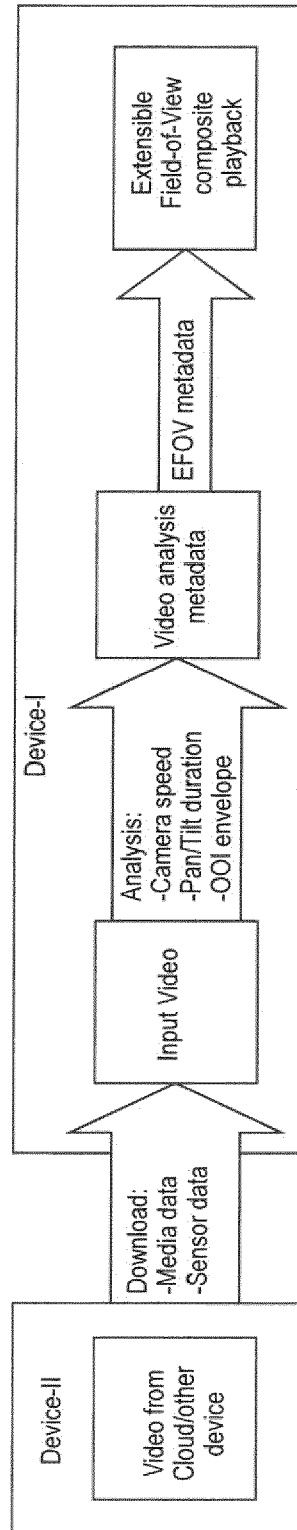 Device-II
Video from
Cloud/other
device
Download:
-Media data
-Sensor data
Device-I
Input Video
Analysis:
-Camera speed
-Pan/Tilt duration
-OOI envelope
Video analysis
metadata
EFOV metadata
Extensible
Field-of-View
composite
playback